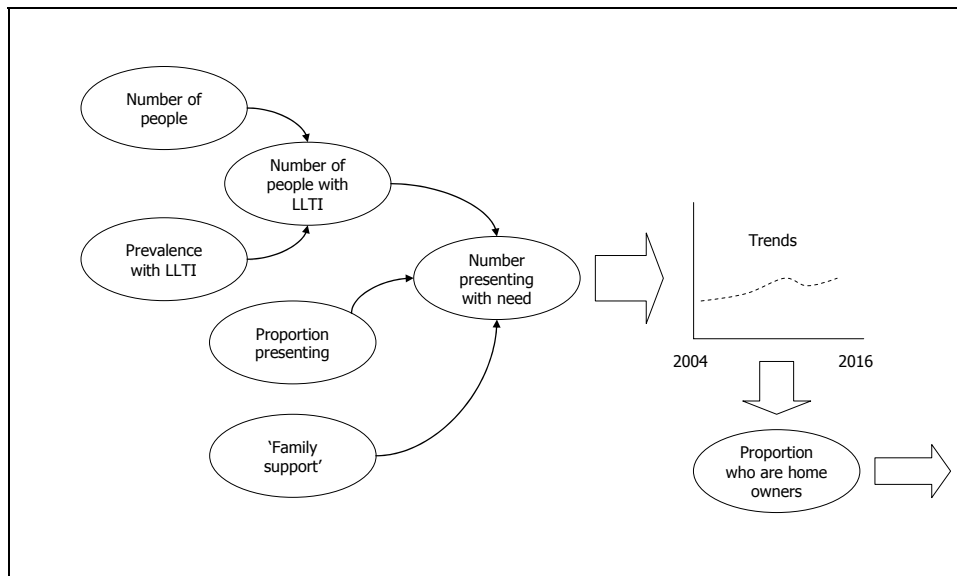 Number of
people
Number of
people with
LLTI
Prevalence
with LLTI
Number
presenting
with need
Proportion
presenting
‘Family
support’
Trends
2004
2016
Proportion
who are home
owners